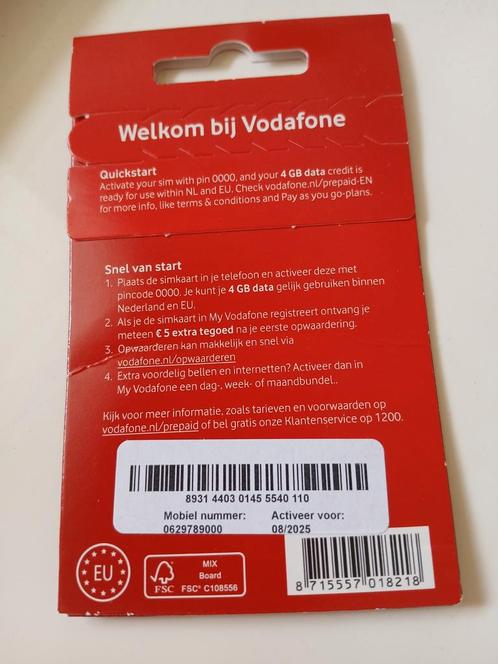 Welkom bij Vodafone
Quickstart
Activate your sim with pin 0000, and your 4 GB data credit is
ready for use within NL and EU. Check vodafone.nl/prepaid-EN
for more info, like terms & conditions and Pay as you go-plans.
Snel van start
1. Plaats de simkaart in je telefoon en activeer deze met
pincode 0000. Je kunt je 4 GB data gelijk gebruiken binnen
Nederland en EU.
2. Als je de simkaart in My Vodafone registreert ontvang je
meteen € 5 extra tegoed na je eerste opwaardering.
3. Opwaarderen kan makkelijk en snel via
vodafone.nl/opwaarderen
4. Extra voordelig bellen en internetten? Activeer dan in
My Vodafone een dag-, week- of maandbundel..
Kijk voor meer informatie, zoals tarieven en voorwaarden op
vodafone.nl/prepaid of bel gratis onze Klantenservice op 1200.
8931 4403 0145 5540 110
Mobiel nummer: Activeer voor:
0629789000 08/2025
EU
FSC
MIX
Board
FSC® C108556
8 715557 018218